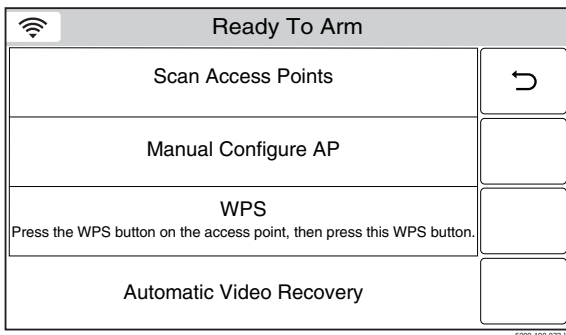 Ready To Arm
Scan Access Points
Manual Configure AP
WPS
Press the WPS button on the access point, then press this WPS button.
Automatic Video Recovery